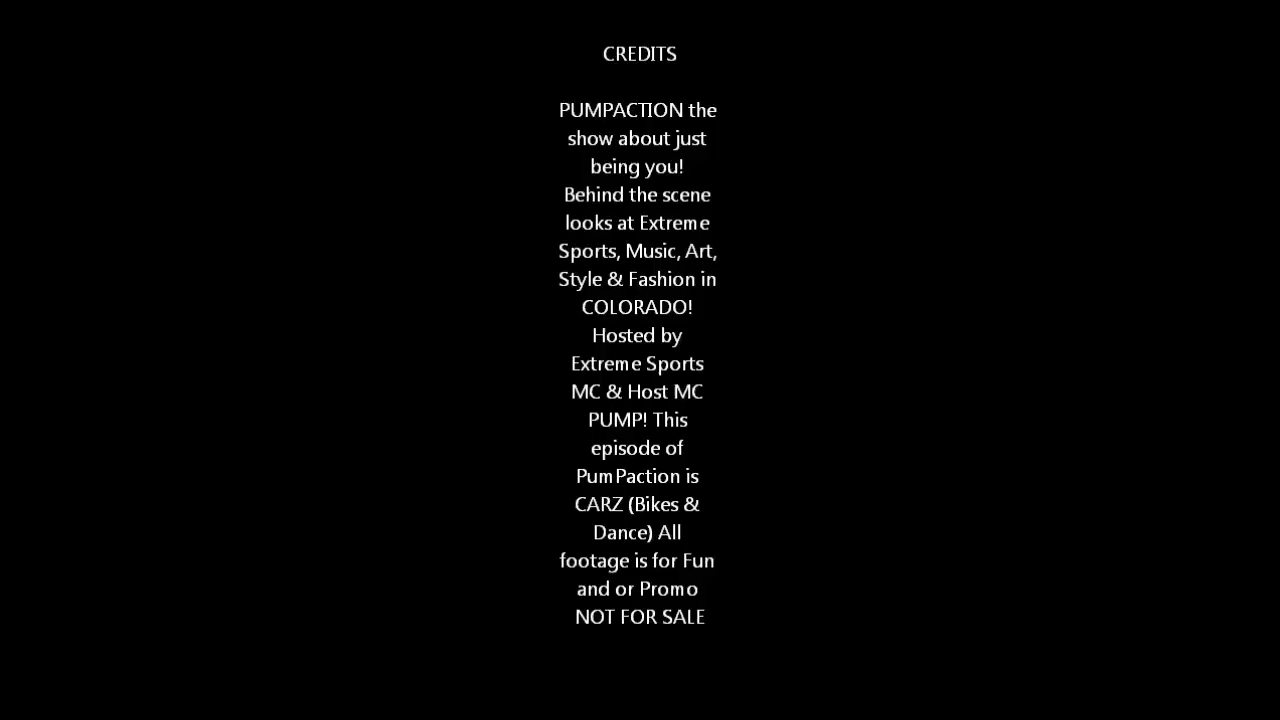 CREDITS
PUMPACTION the
show about just
being you!
Behind the scene
looks at Extreme
Sports, Music, Art,
Style & Fashion in
COLORADO!
Hosted by
Extreme Sports
MC & Host MC
PUMP! This
episode of
PumPaction is
CARZ (Bikes &
Dance) All
footage is for Fun
and or Promo
NOT FOR SALE